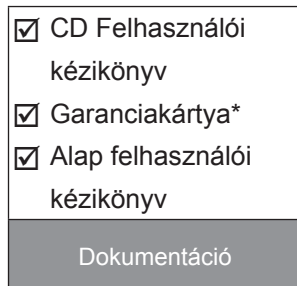 ☑ CD Felhasználói
kézikönyv
☑ Garanciakártya*
☑ Alap felhasználói
kézikönyv
Dokumentáció